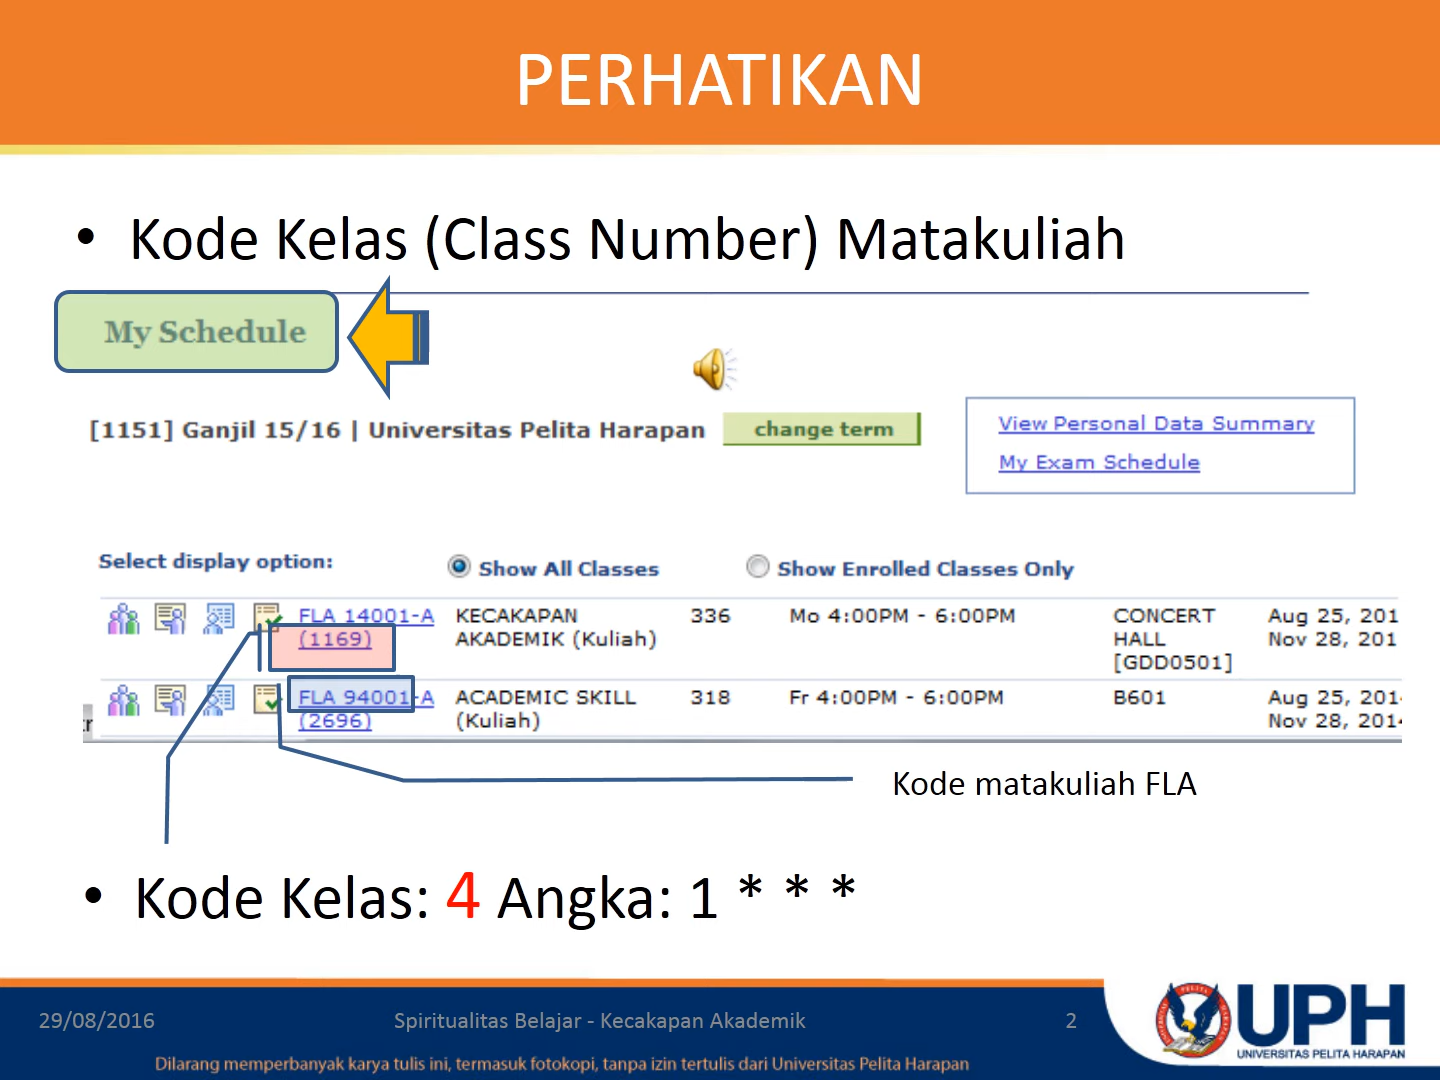 PERHATIKAN
• Kode Kelas (Class Number) Matakuliah
My Schedule
[1151] Ganjil 15/16 | Universitas Pelita Harapan
change term
View Personal Data Summary
My Exam Schedule
Select display option:
Show All Classes
Show Enrolled Classes Only
FLA 14001-A KECAKAPAN 336 Mo 4:00PM - 6:00PM CONCERT Aug 25, 201
(1169) AKADEMIK (Kuliah) HALL Nov 28, 201
[GDD0501]
FLA 94001-A ACADEMIC SKILL 318 Fr 4:00PM - 6:00PM B601 Aug 25, 201
(2696) (Kuliah) Nov 28, 201
Kode matakuliah FLA
• Kode Kelas: 4 Angka: 1 * * *
29/08/2016
Spiritualitas Belajar - Kecakapan Akademik
2
UPH
UNIVERSITAS PELITA HARAPAN
Dilarang memperbanyak karya tulis ini, termasuk fotokopi, tanpa izin tertulis dari Universitas Pelita Harapan